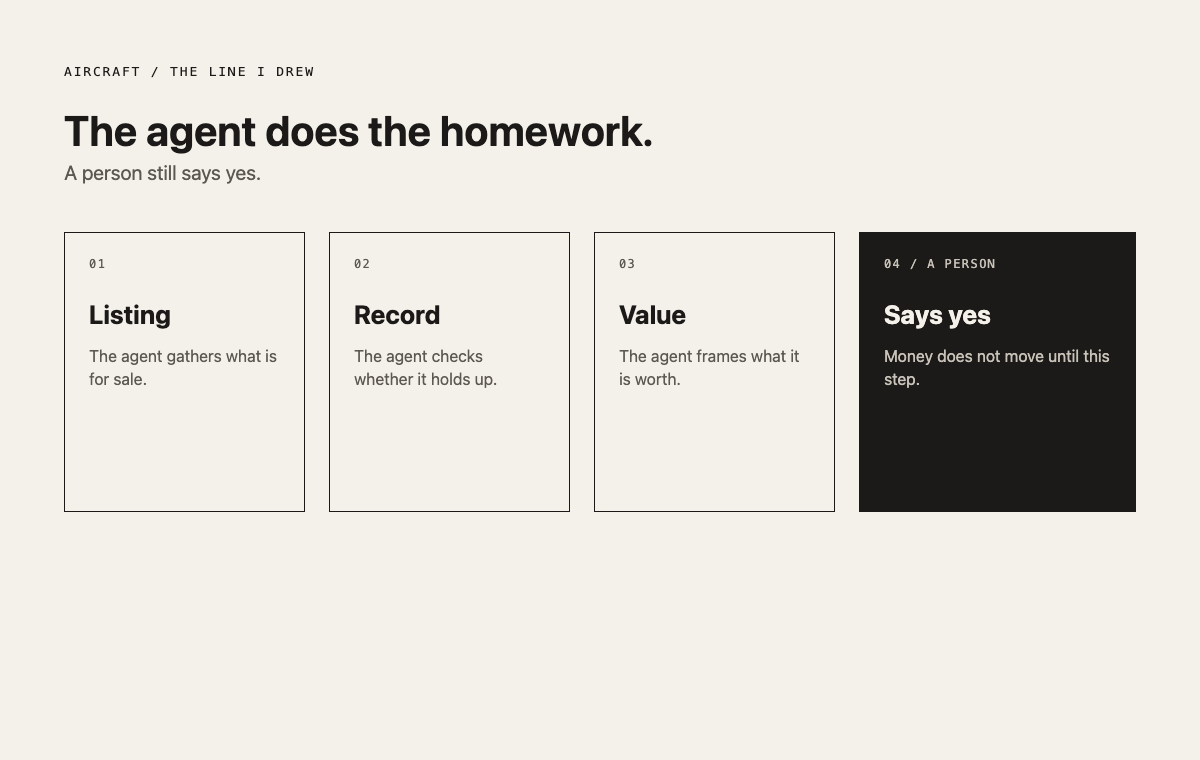 AIRCRAFT / THE LINE I DREW
The agent does the homework.
A person still says yes.
01
Listing
The agent gathers what is
for sale.
02
Record
The agent checks
whether it holds up.
03
Value
The agent frames what it
is worth.
04 / A PERSON
Says yes
Money does not move until this
step.